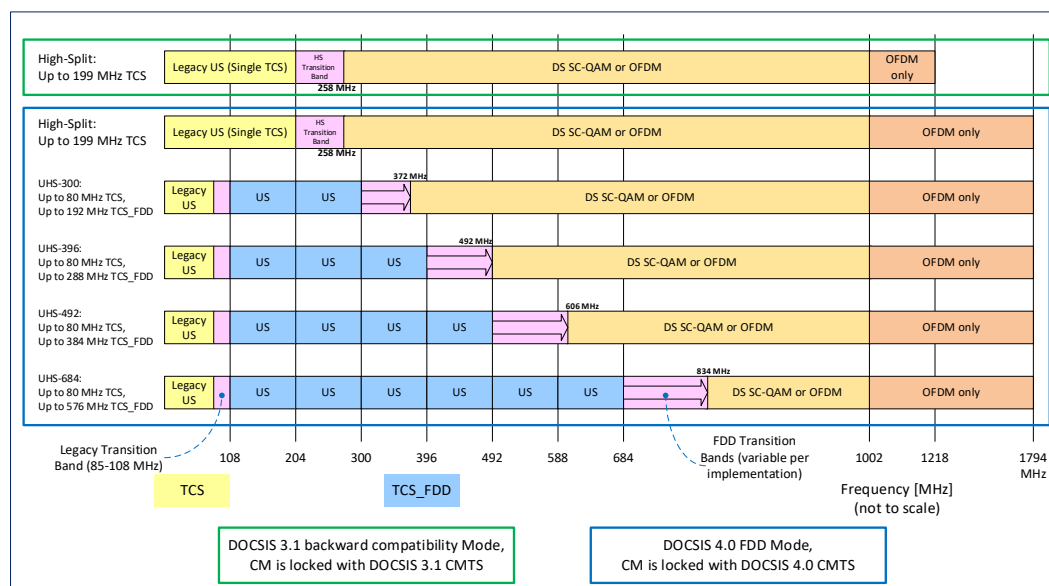 High-Split:
Up to 199 MHz TCS
Legacy US (Single TCS)
HS
Transition
Band
258 MHz
DS SC-QAM or OFDM
OFDM
only
High-Split:
Up to 199 MHz TCS
Legacy US (Single TCS)
HS
Transition
Band
258 MHz
DS SC-QAM or OFDM
OFDM only
UHS-300:
Up to 80 MHz TCS,
Up to 192 MHz TCS_FDD
Legacy
US
US
US
372 MHz
DS SC-QAM or OFDM
OFDM only
UHS-396:
Up to 80 MHz TCS,
Up to 288 MHz TCS_FDD
Legacy
US
US
US
US
492 MHz
DS SC-QAM or OFDM
OFDM only
UHS-492:
Up to 80 MHz TCS,
Up to 384 MHz TCS_FDD
Legacy
US
US
US
US
US
606 MHz
DS SC-QAM or OFDM
OFDM only
UHS-684:
Up to 80 MHz TCS,
Up to 576 MHz TCS_FDD
Legacy
US
US
US
US
US
US
US
834 MHz
DS SC-QAM or OFDM
OFDM only
Legacy Transition
Band (85-108 MHz)
108
204
300
396
492
588
684
FDD Transition
Bands (variable per
implementation)
1002
1218
1794
MHz
TCS
TCS_FDD
Frequency [MHz]
(not to scale)
DOCSIS 3.1 backward compatibility Mode,
CM is locked with DOCSIS 3.1 CMTS
DOCSIS 4.0 FDD Mode,
CM is locked with DOCSIS 4.0 CMTS